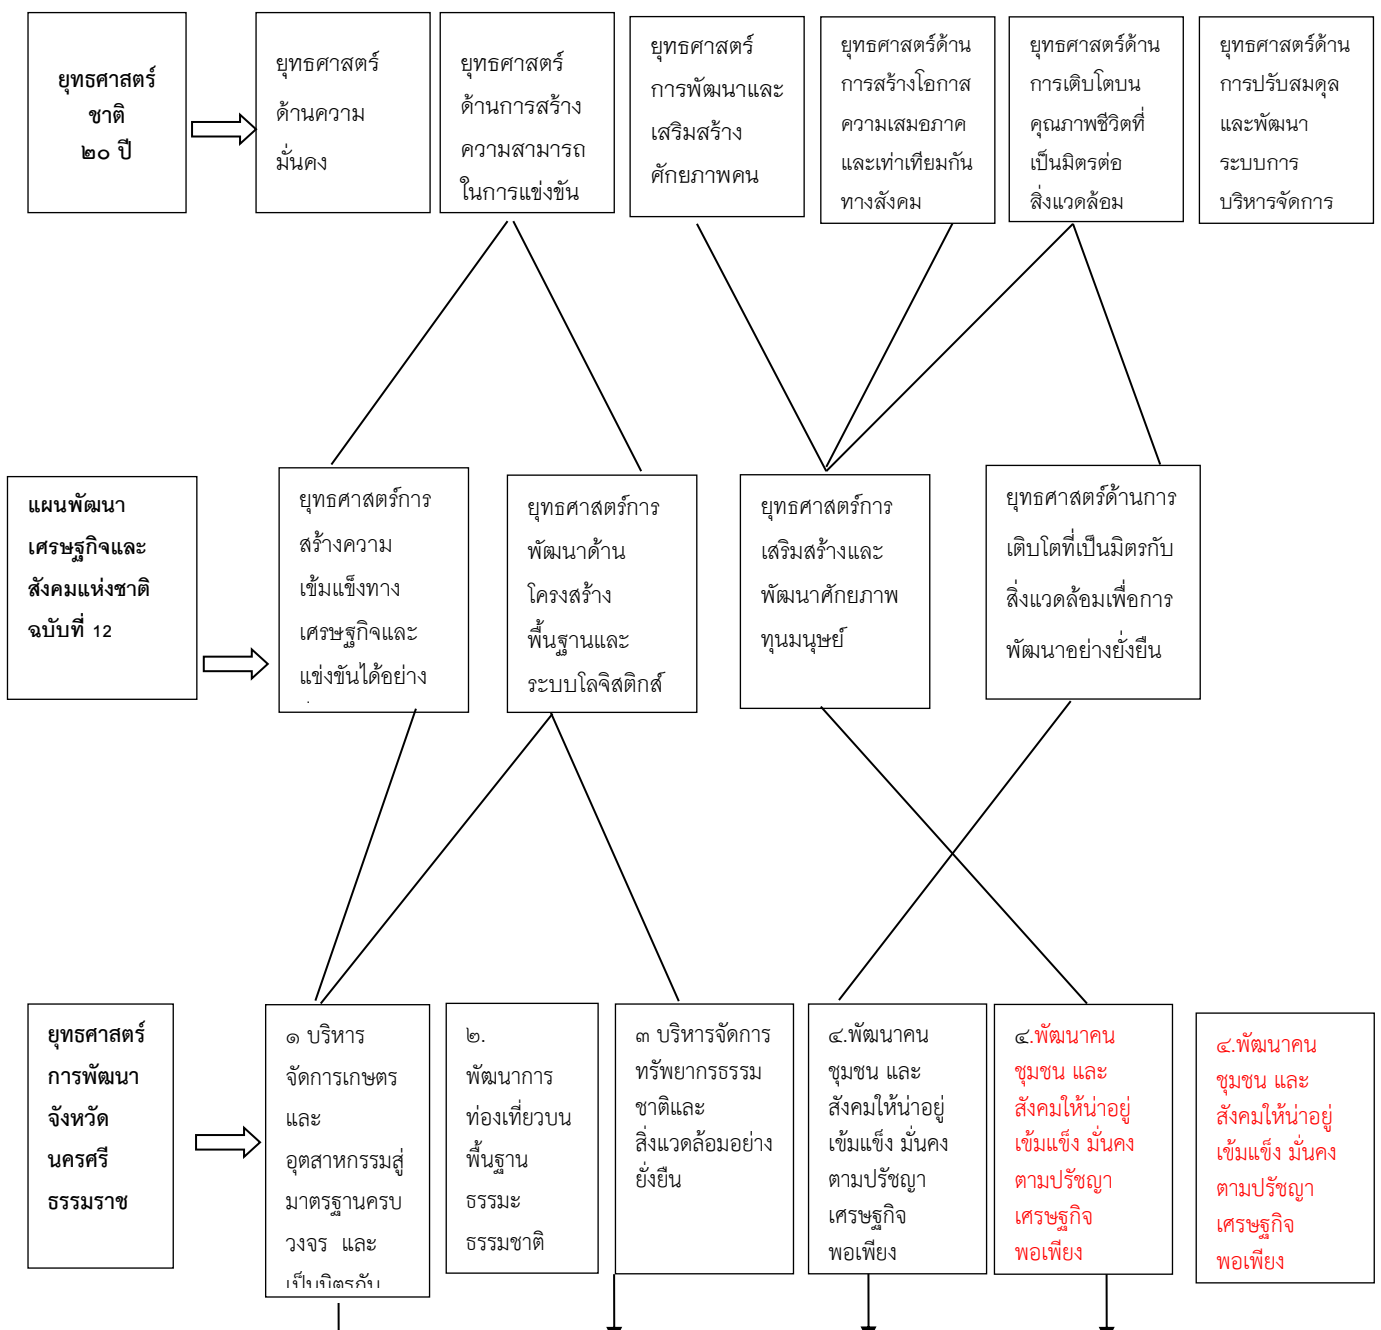 ยุทธศาสตร์
ชาติ
๒๐ ปี
ยุทธศาสตร์
ด้านความ
มั่นคง
ยุทธศาสตร์
ด้านการสร้าง
ความสามารถ
ในการแข่งขัน
ยุทธศาสตร์
การพัฒนาและ
เสริมสร้าง
ศักยภาพคน
ยุทธศาสตร์ด้าน
การสร้างโอกาส
ความเสมอภาค
และเท่าเทียมกัน
ทางสังคม
ยุทธศาสตร์ด้าน
การเติบโตบน
คุณภาพชีวิตที่
เป็นมิตรต่อ
สิ่งแวดล้อม
ยุทธศาสตร์ด้าน
การปรับสมดุล
และพัฒนา
ระบบการ
บริหารจัดการ
แผนพัฒนา
เศรษฐกิจและ
สังคมแห่งชาติ
ฉบับที่ 12
ยุทธศาสตร์การ
สร้างความ
เข้มแข็งทาง
เศรษฐกิจและ
แข่งขันได้อย่าง
ยุทธศาสตร์การ
พัฒนาด้าน
โครงสร้าง
พื้นฐานและ
ระบบโลจิสติกส์
ยุทธศาสตร์การ
เสริมสร้างและ
พัฒนาศักยภาพ
ทุนมนุษย์
ยุทธศาสตร์ด้านการ
เติบโตที่เป็นมิตรกับ
สิ่งแวดล้อมเพื่อการ
พัฒนาอย่างยั่งยืน
ยุทธศาสตร์
การพัฒนา
จังหวัด
นครศรี
ธรรมราช
๑ บริหาร
จัดการเกษตร
และ
อุตสาหกรรมสู่
มาตรฐานครบ
วงจร และ
เป็นมิตรกับ
๒.
พัฒนาการ
ท่องเที่ยวบน
พื้นฐาน
ธรรมะ
ธรรมชาติ
๓ บริหารจัดการ
ทรัพยากรธรรม
ชาติและ
สิ่งแวดล้อมอย่าง
ยั่งยืน
๔.พัฒนาคน
ชุมชน และ
สังคมให้น่าอยู่
เข้มแข็ง มั่นคง
ตามปรัชญา
เศรษฐกิจ
พอเพียง
๔.พัฒนาคน
ชุมชน และ
สังคมให้น่าอยู่
เข้มแข็ง มั่นคง
ตามปรัชญา
เศรษฐกิจ
พอเพียง
๔.พัฒนาคน
ชุมชน และ
สังคมให้น่าอยู่
เข้มแข็ง มั่นคง
ตามปรัชญา
เศรษฐกิจ
พอเพียง